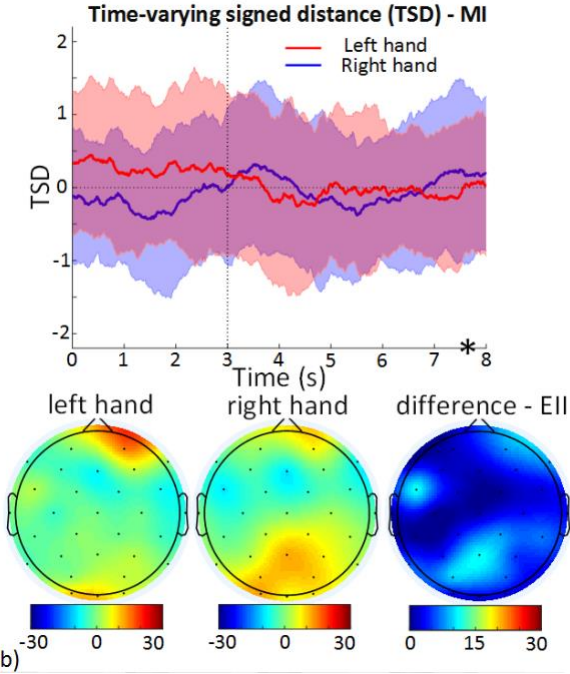 Time-varying signed distance (TSD) - MI
2
1
0
-1
-2
TSD
Left hand
Right hand
0 1 2 3 4 5 6 7 * 8
Time (s)
left hand right hand difference - EII
-30 0 30 -30 0 30 0 15 30
b)